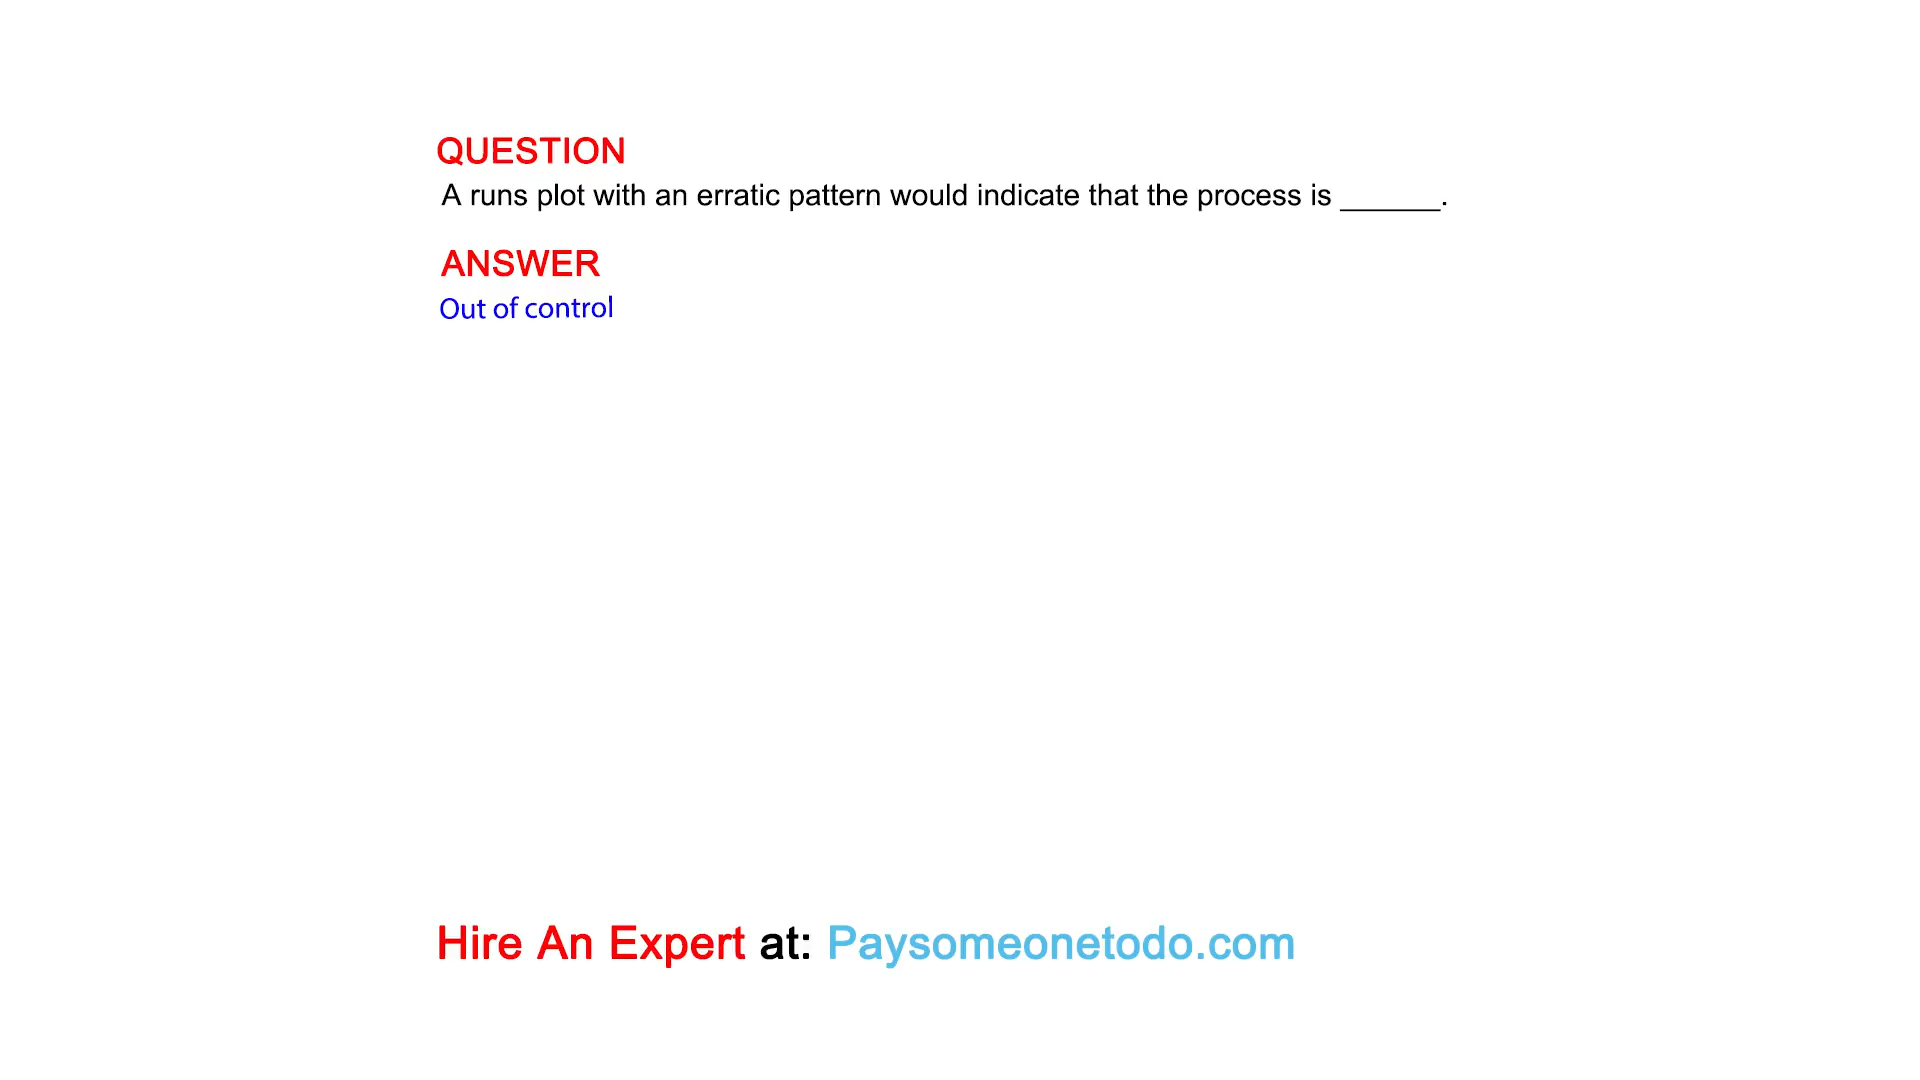 QUESTION
A runs plot with an erratic pattern would indicate that the process is ______.
ANSWER
Out of control
Hire An Expert at: Paysomeonetodo.com